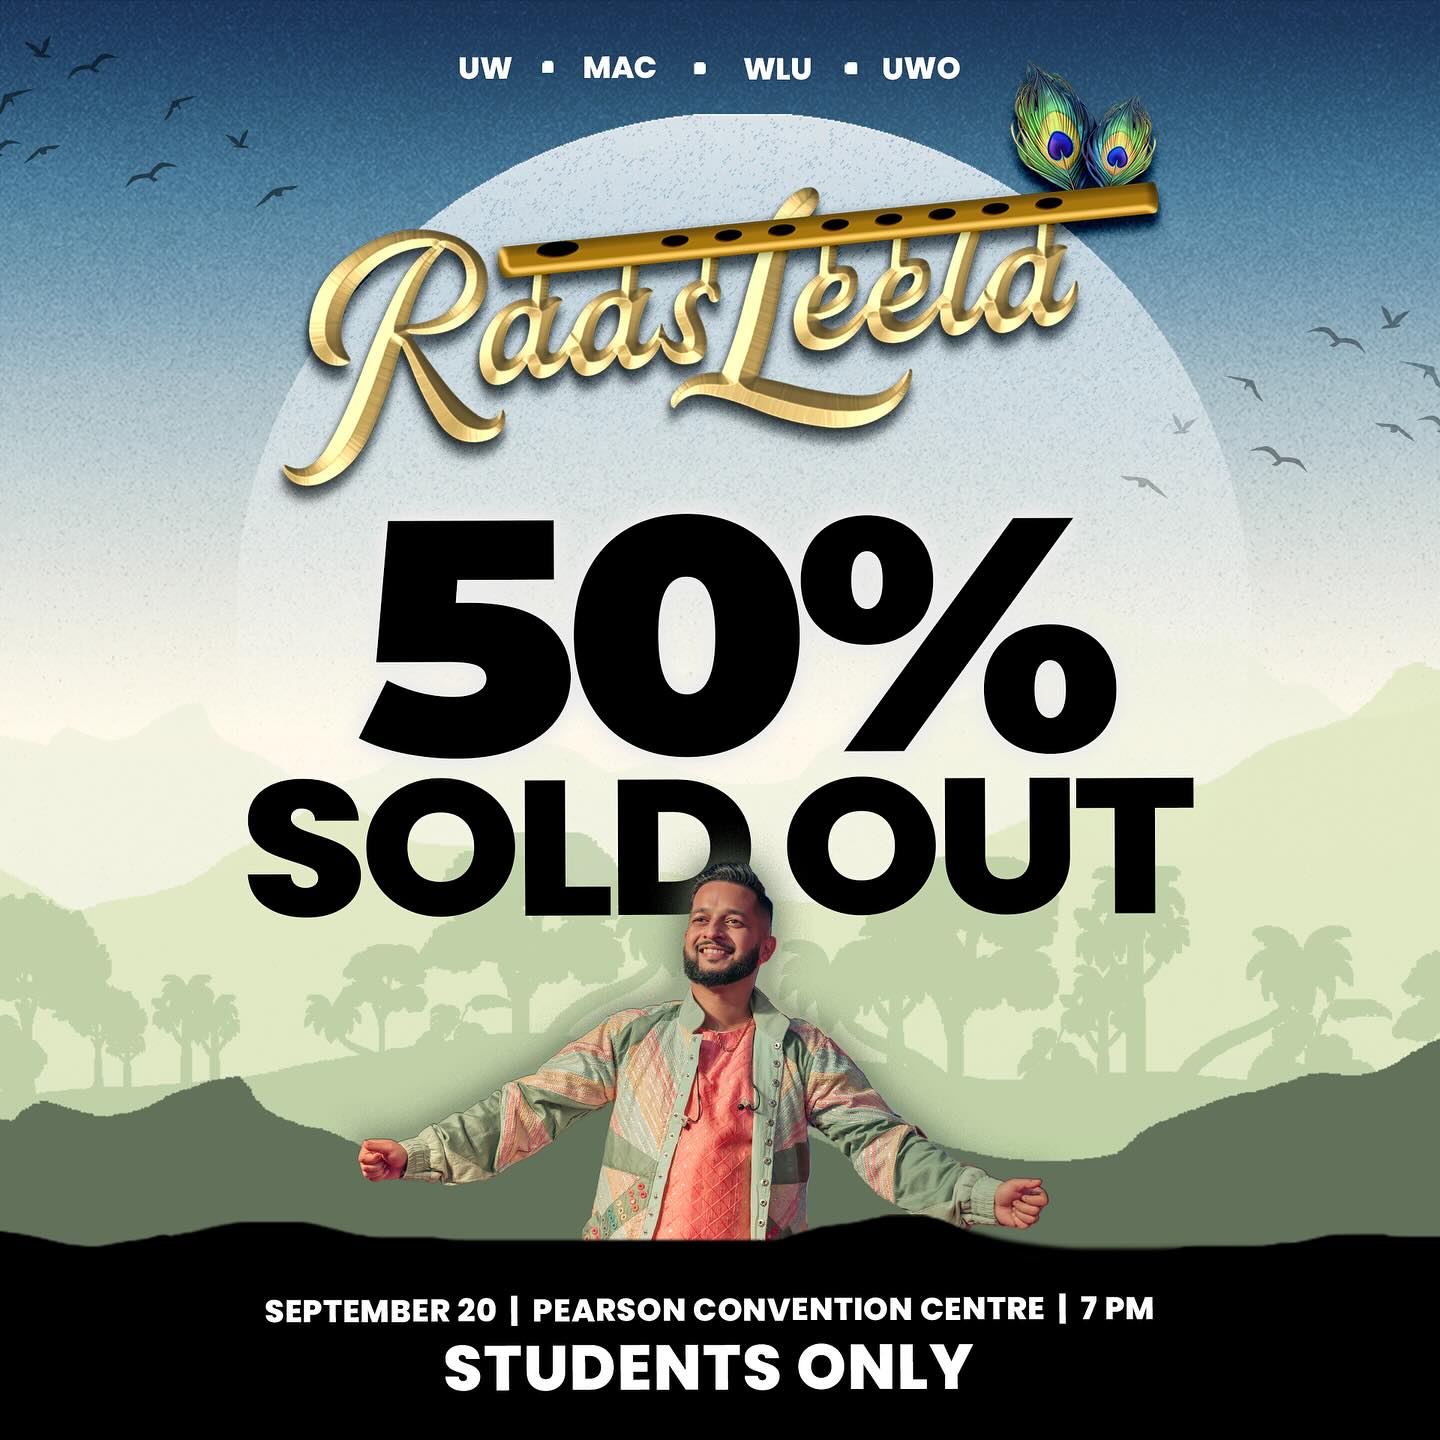 UW • MAC • WLU • UWO
RaasLeela
50%
SOLD OUT
SEPTEMBER 20 | PEARSON CONVENTION CENTRE | 7 PM
STUDENTS ONLY